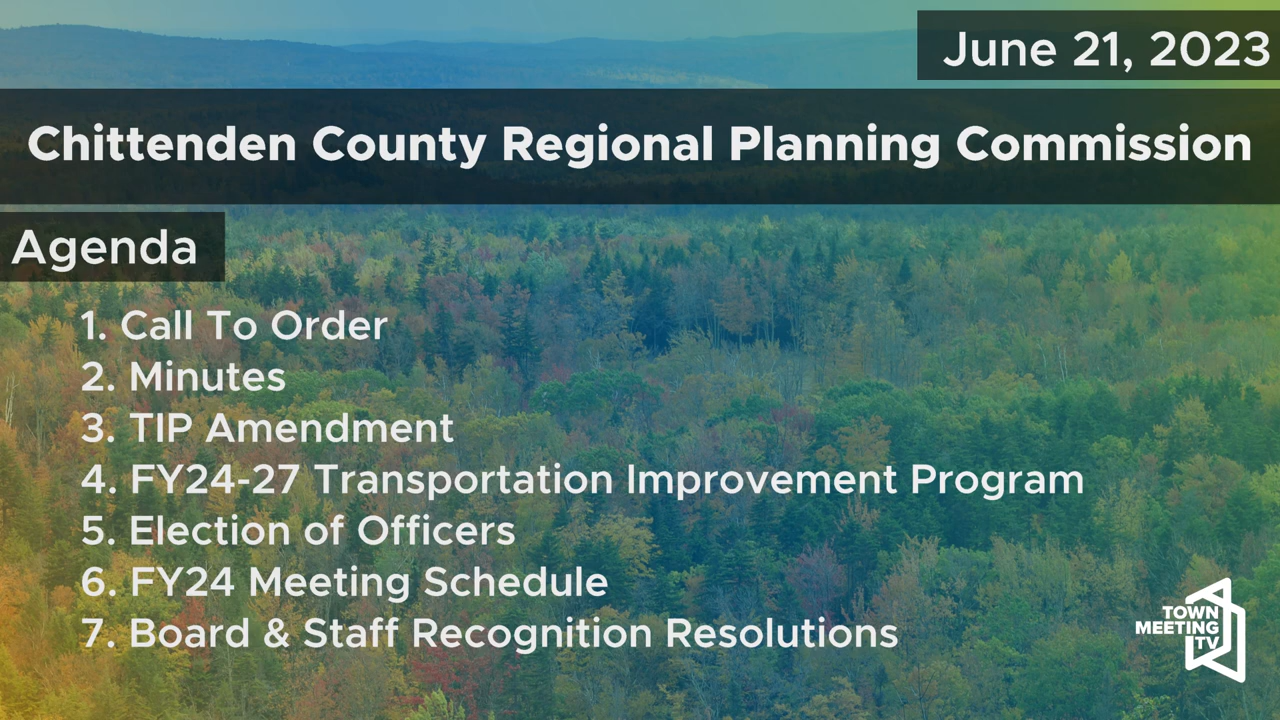 June 21, 2023
Chittenden County Regional Planning Commission
Agenda
1. Call To Order
2. Minutes
3. TIP Amendment
4. FY24-27 Transportation Improvement Program
5. Election of Officers
6. FY24 Meeting Schedule
7. Board & Staff Recognition Resolutions
TOWN
MEETING
TV